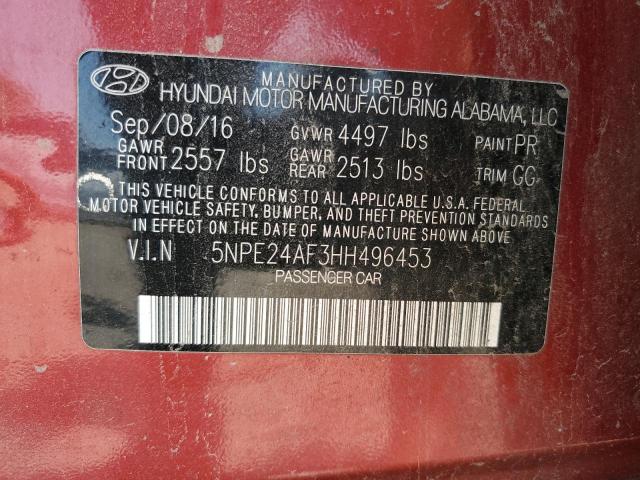 MANUFACTURED BY
HYUNDAI MOTOR MANUFACTURING ALABAMA, LLC
Sep/08/16 GVWR 4497 lbs PAINT PR
GAWR FRONT 2557 lbs GAWR REAR 2513 lbs TRIM GG
THIS VEHICLE CONFORMS TO ALL APPLICABLE U.S.A. FEDERAL
MOTOR VEHICLE SAFETY, BUMPER, AND THEFT PREVENTION STANDARDS
IN EFFECT ON THE DATE OF MANUFACTURE SHOWN ABOVE
V.I.N 5NPE24AF3HH496453
PASSENGER CAR